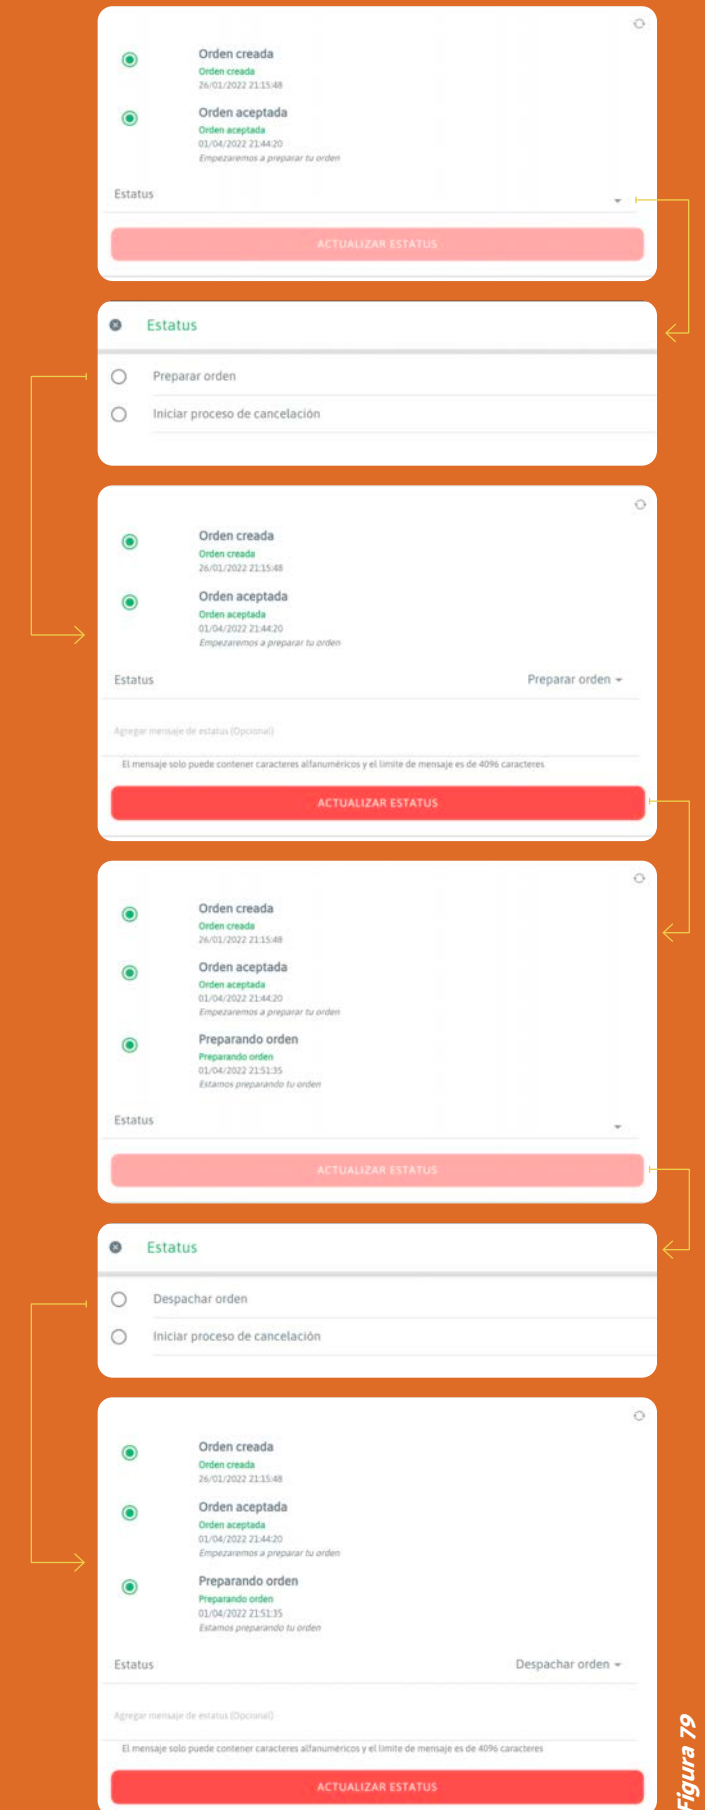 Orden creada
Orden creada
26/01/2022 21:15:48
Orden aceptada
Orden aceptada
01/04/2022 21:44:20
Empezaremos a preparar tu orden
Estatus
ACTUALIZAR ESTATUS
Estatus
Preparar orden
Iniciar proceso de cancelación
Orden creada
Orden creada
26/01/2022 21:15:48
Orden aceptada
Orden aceptada
01/04/2022 21:44:20
Empezaremos a preparar tu orden
Estatus Preparar orden
Agregar mensaje de estatus (Opcional)
El mensaje solo puede contener caracteres alfanuméricos y el limite de mensaje es de 4096 caracteres
ACTUALIZAR ESTATUS
Orden creada
Orden creada
26/01/2022 21:15:48
Orden aceptada
Orden aceptada
01/04/2022 21:44:20
Empezaremos a preparar tu orden
Preparando orden
Preparando orden
01/04/2022 21:51:35
Estamos preparando tu orden
Estatus
ACTUALIZAR ESTATUS
Estatus
Despachar orden
Iniciar proceso de cancelación
Orden creada
Orden creada
26/01/2022 21:15:48
Orden aceptada
Orden aceptada
01/04/2022 21:44:20
Empezaremos a preparar tu orden
Preparando orden
Preparando orden
01/04/2022 21:51:35
Estamos preparando tu orden
Estatus Despachar orden
Agregar mensaje de estatus (Opcional)
El mensaje solo puede contener caracteres alfanuméricos y el limite de mensaje es de 4096 caracteres
ACTUALIZAR ESTATUS
Figura 79